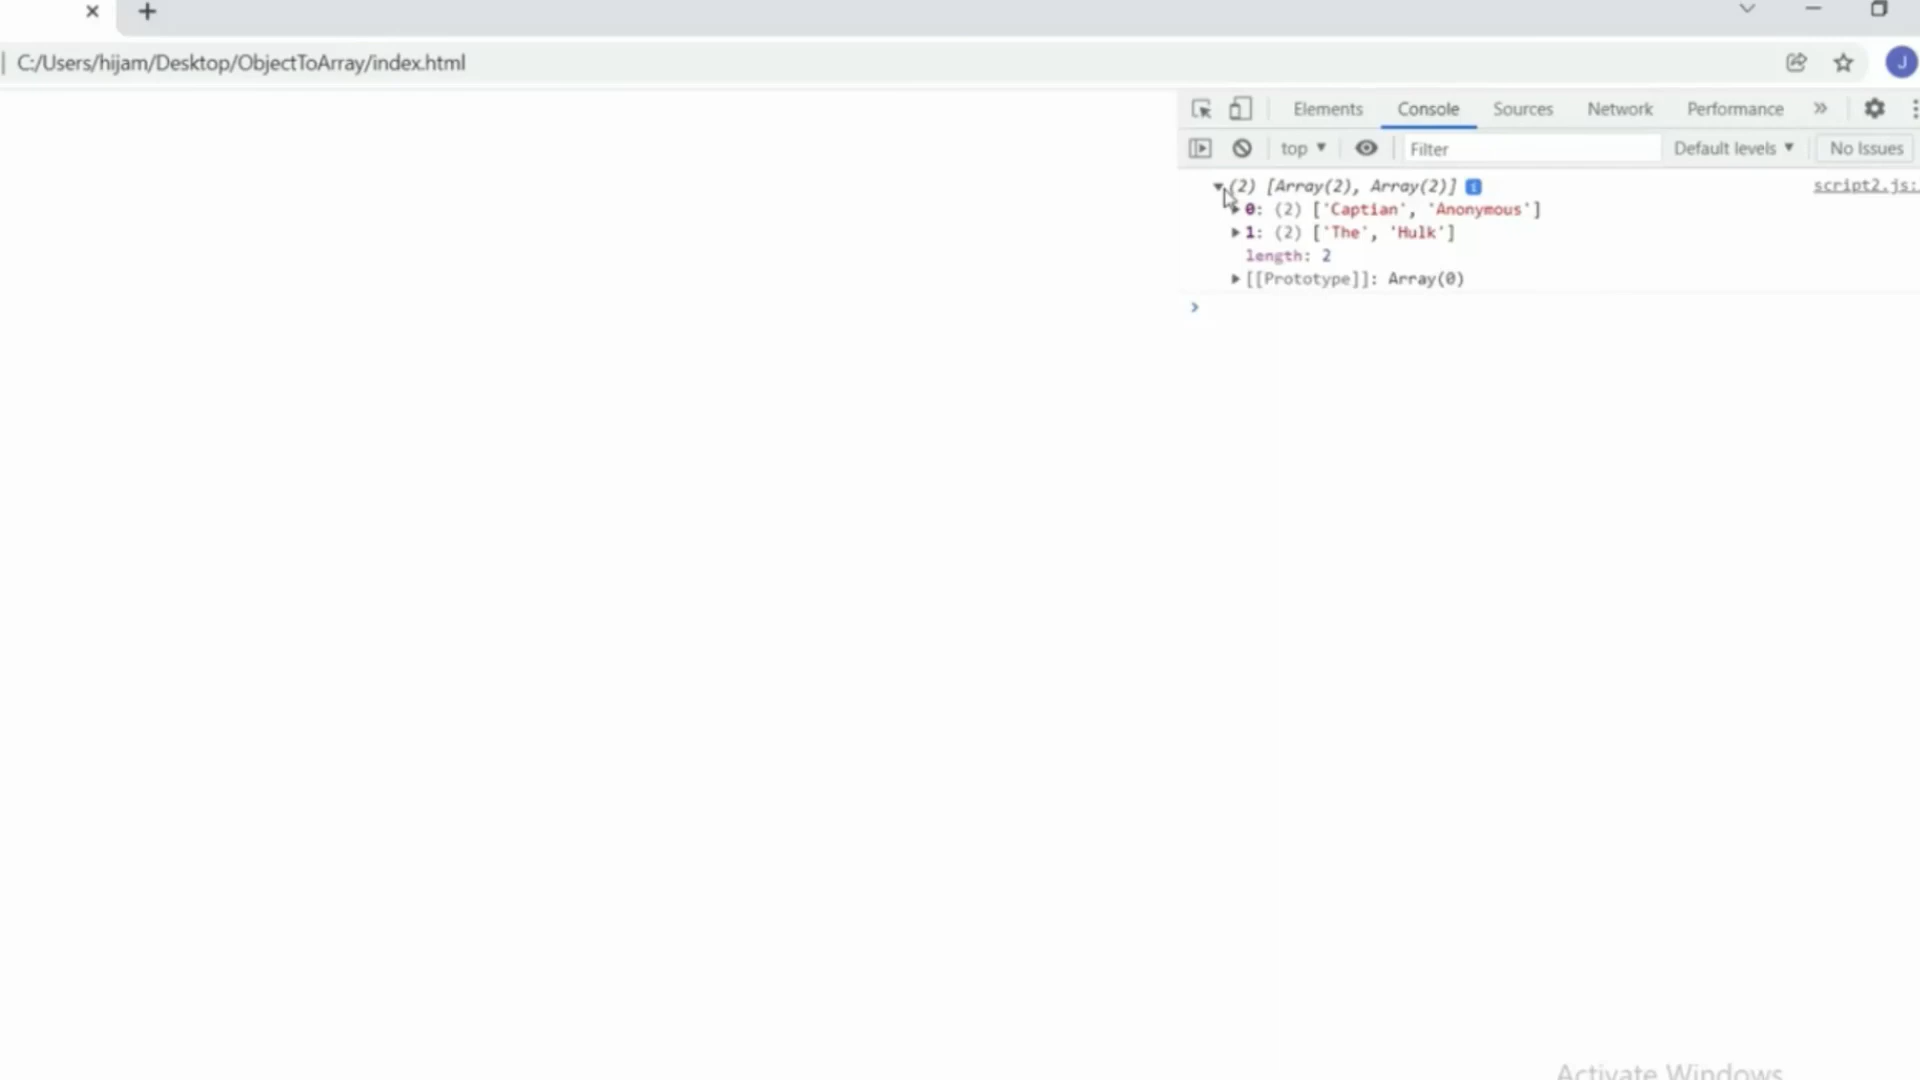 C:/Users/hijam/Desktop/ObjectToArray/index.html
J
Elements Console Sources Network Performance
top Filter Default levels No Issues
(2) [Array(2), Array(2)] i script2.js:
0: (2) ['Captian', 'Anonymous']
1: (2) ['The', 'Hulk']
length: 2
[[Prototype]]: Array(0)
Activate Windows